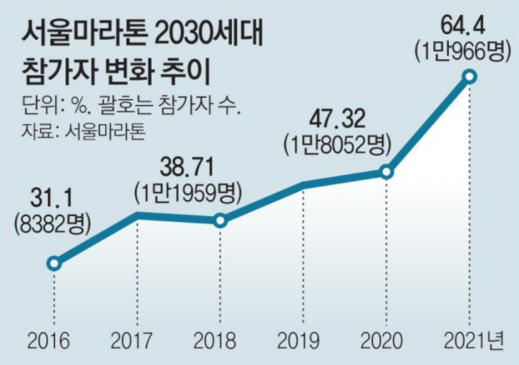 서울마라톤 2030세대
참가자 변화 추이
단위: %. 괄호는 참가자 수.
자료: 서울마라톤
31.1
(8382명)
38.71
(1만1959명)
47.32
(1만8052명)
64.4
(1만966명)
2016 2017 2018 2019 2020 2021년